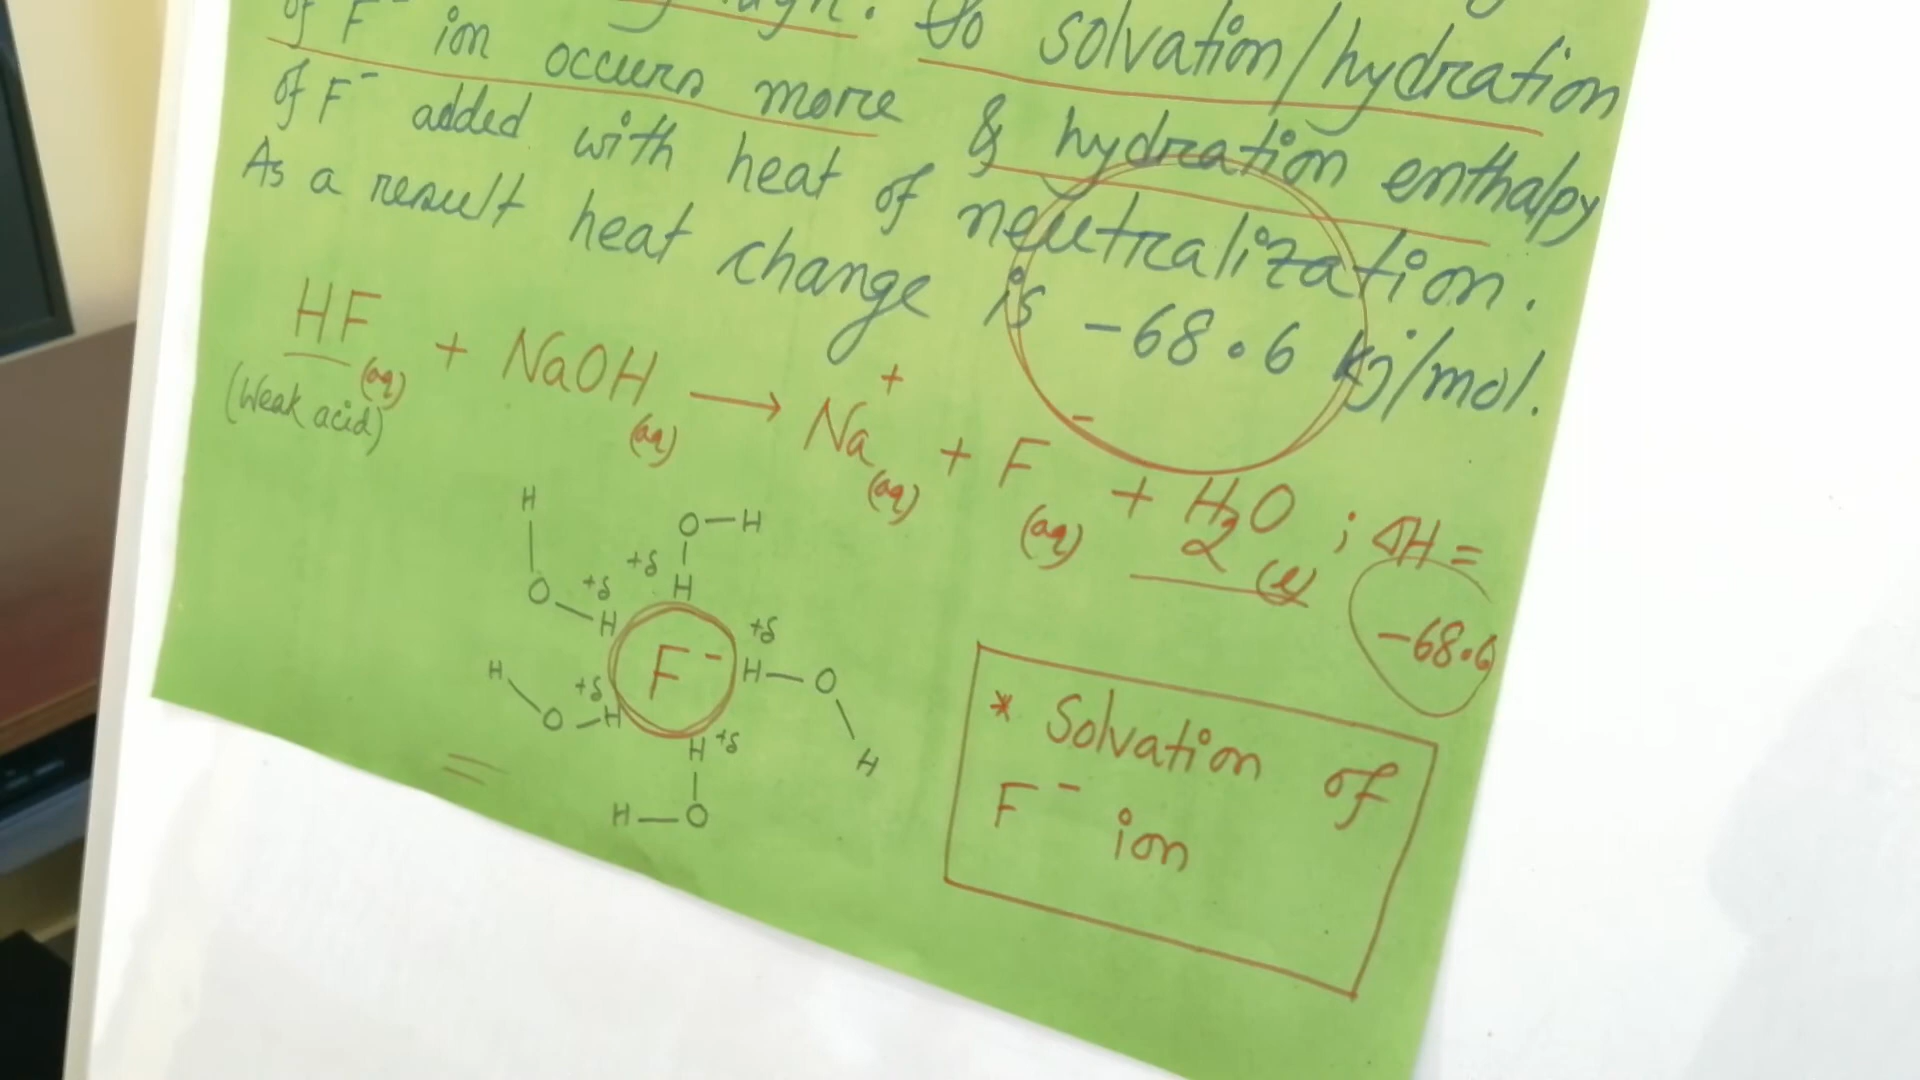 So solvation/hydration
of F⁻ ion occurs more & hydration enthalpy
of F⁻ added with heat of neutralization.
As a result heat change is -68.6 kj/mol.
HF(aq) + NaOH(aq) → Na⁺(aq) + F⁻(aq) + H2O(l) ; ΔH =
(Weak acid)
-68.6
H
O—H
+δ
H
O
+δ
H
F⁻
+δ
H—O
H
H
+δ
O—H
H +δ
H—O
* Solvation of
F⁻ ion